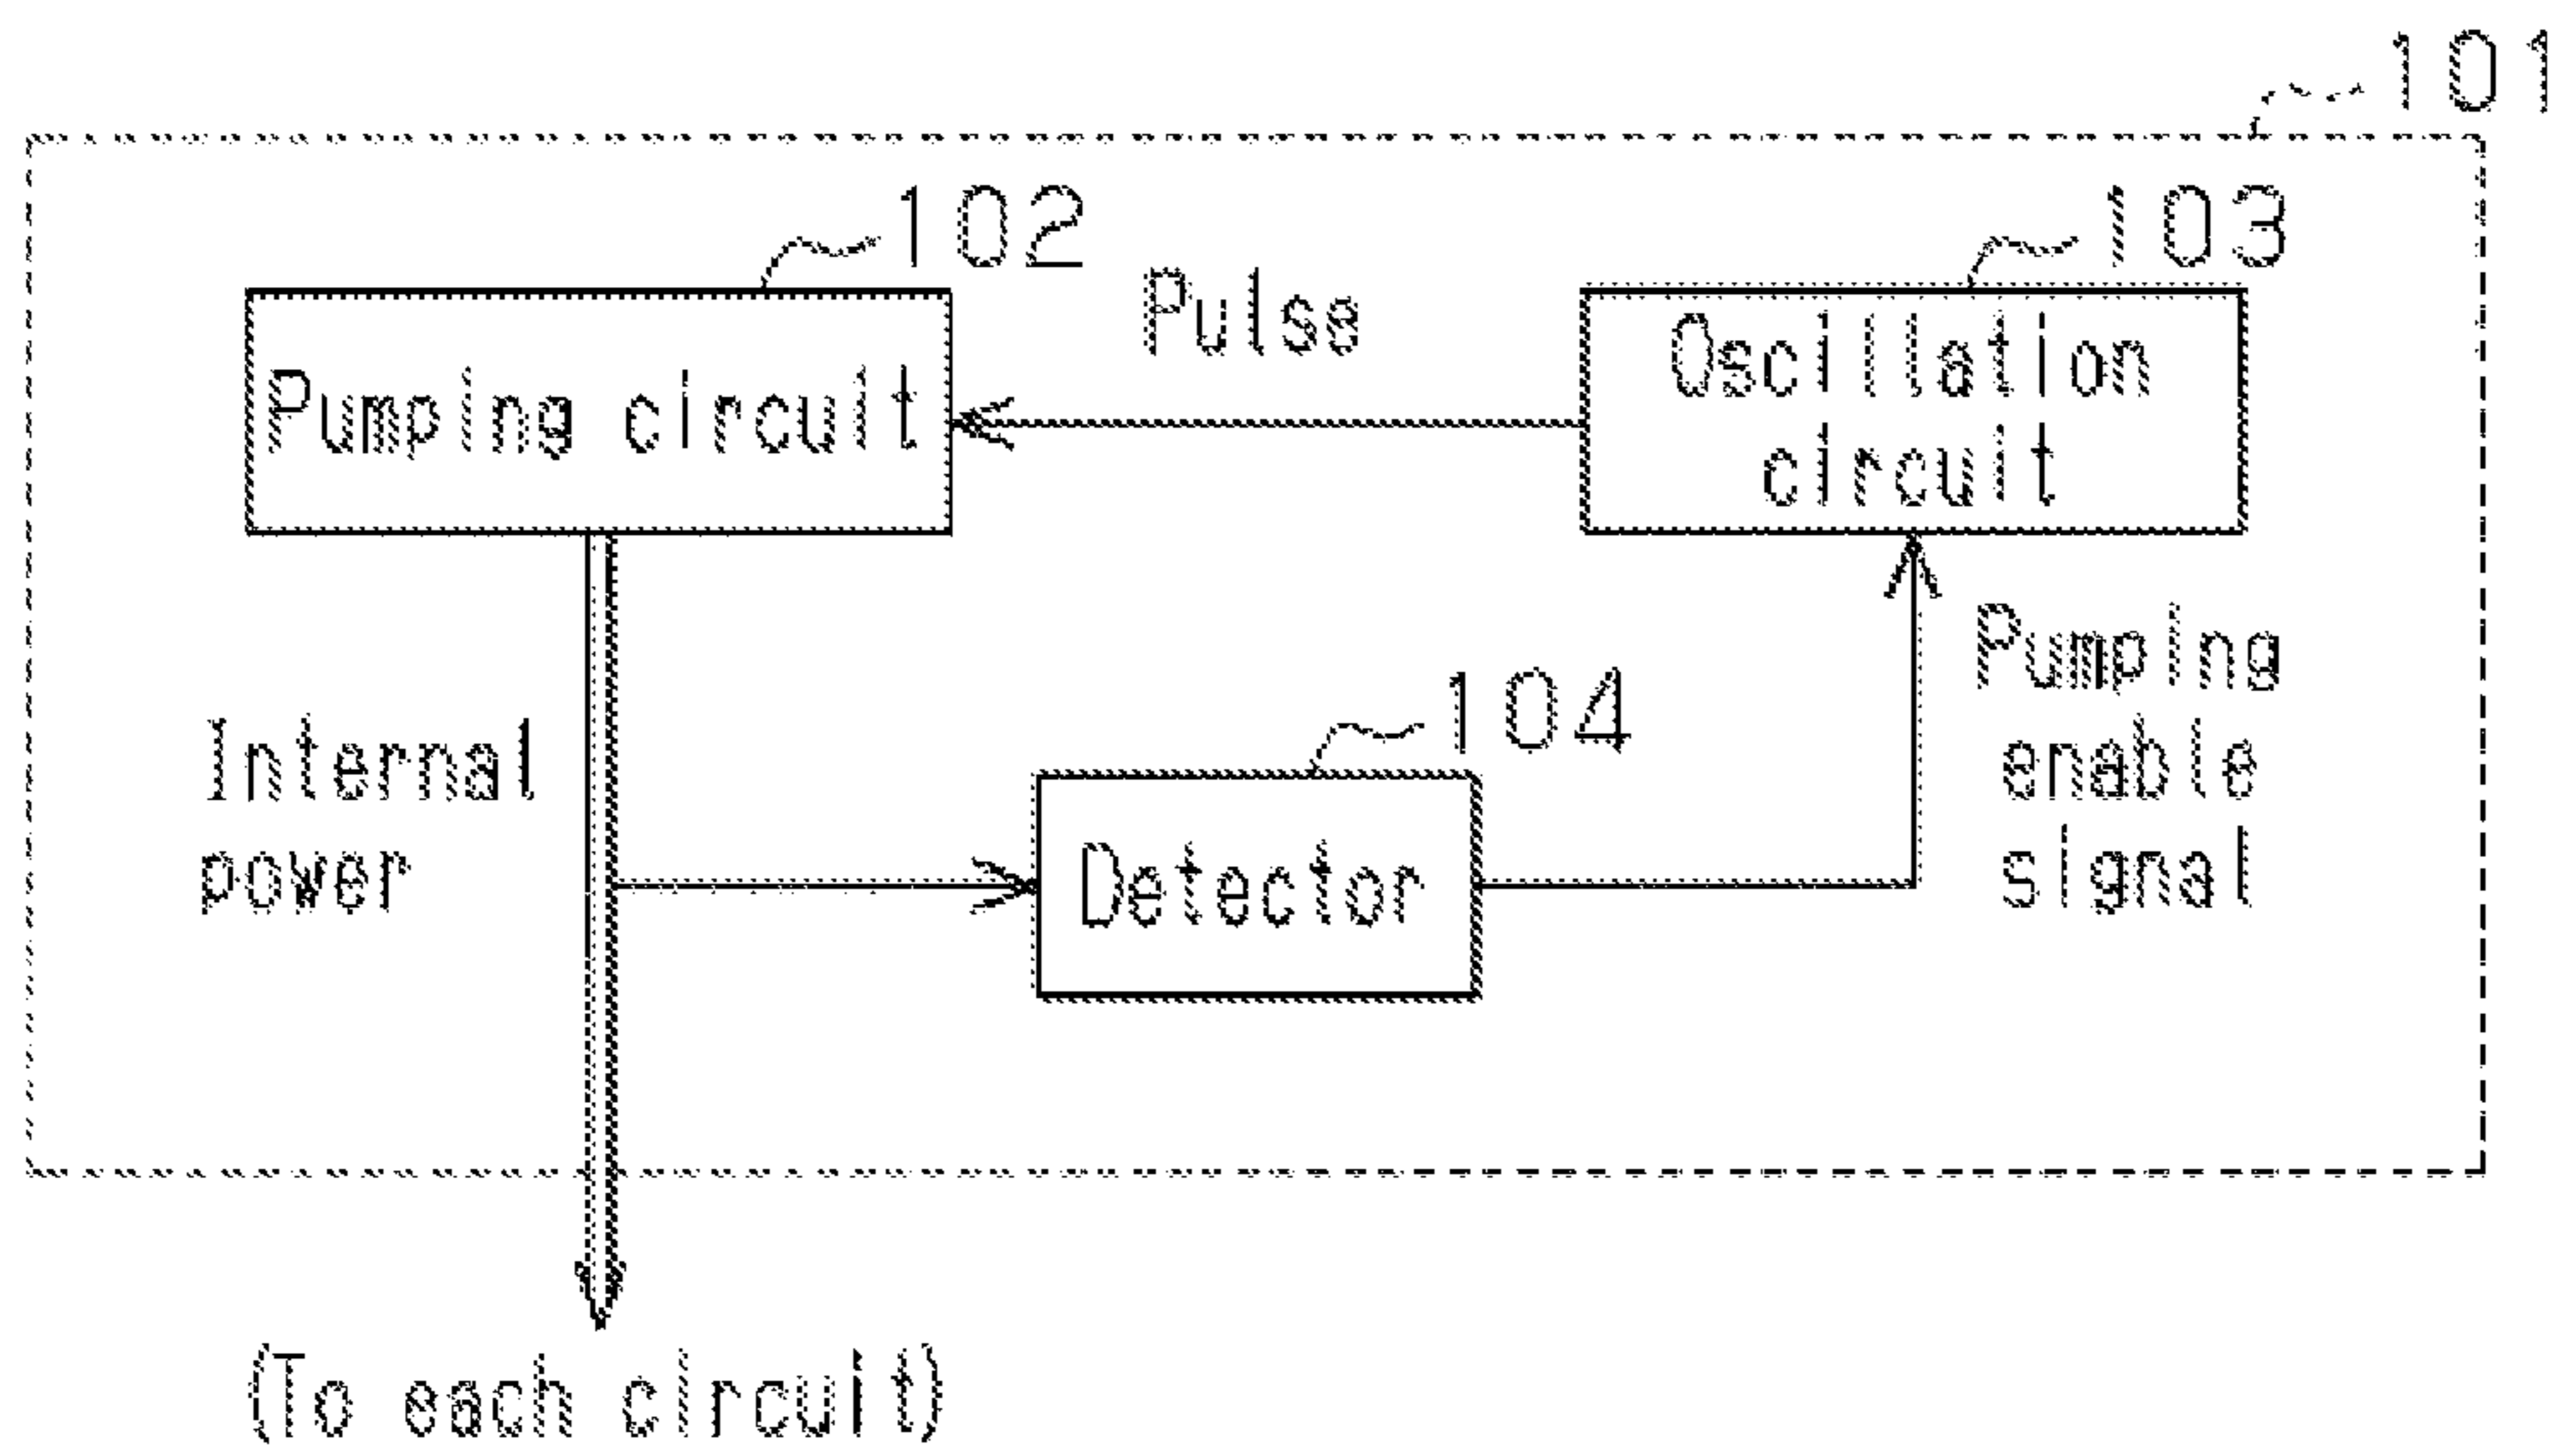 101
102
103
Pulse
Pumping circuit
Oscillation
circuit
Pumping
enable
signal
104
Internal
power
Detector
(To each circuit)